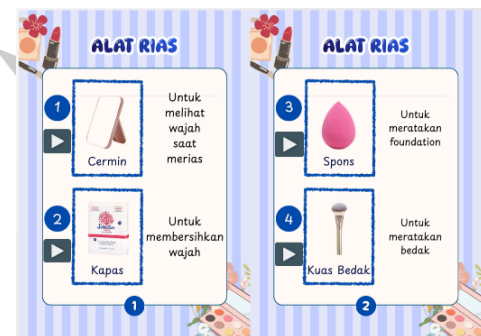 ALAT RIAS
1
Cermin
Untuk
melihat
wajah
saat
merias
2
Kapas
Untuk
membersihkan
wajah
1
ALAT RIAS
3
Spons
Untuk
meratakan
foundation
4
Kuas Bedak
Untuk
meratakan
bedak
2